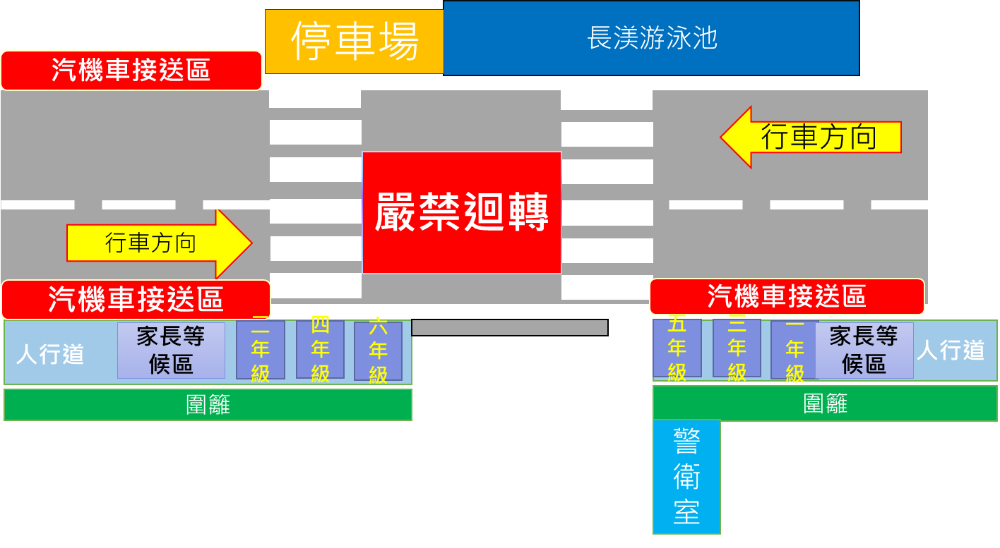 停車場
長渼游泳池
汽機車接送區
行車方向
嚴禁迴轉
行車方向
汽機車接送區
汽機車接送區
人行道
家長等
候區
二
年
級
四
年
級
六
年
級
五
年
級
三
年
級
一
年
級
家長等
候區
人行道
圍籬
圍籬
警
衛
室